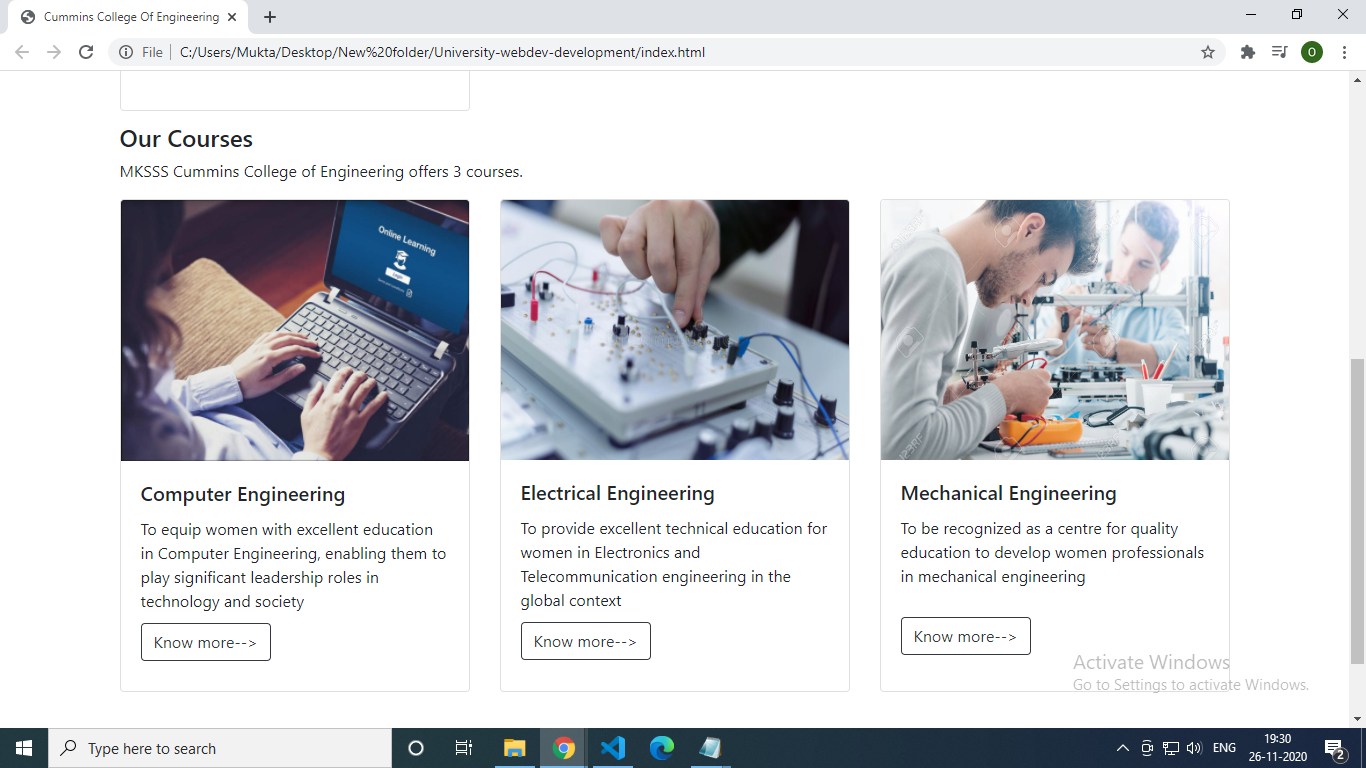 Cummins College Of Engineering
File
C:/Users/Mukta/Desktop/New%20folder/University-webdev-development/index.html
O
Our Courses
MKSSS Cummins College of Engineering offers 3 courses.
Online Learning
Computer Engineering
To equip women with excellent education
in Computer Engineering, enabling them to
play significant leadership roles in
technology and society
Know more-->
Electrical Engineering
To provide excellent technical education for
women in Electronics and
Telecommunication engineering in the
global context
Know more-->
123RF
Mechanical Engineering
To be recognized as a centre for quality
education to develop women professionals
in mechanical engineering
Know more-->
Activate Windows
Go to Settings to activate Windows.
Type here to search
ENG
19:30
26-11-2020
2